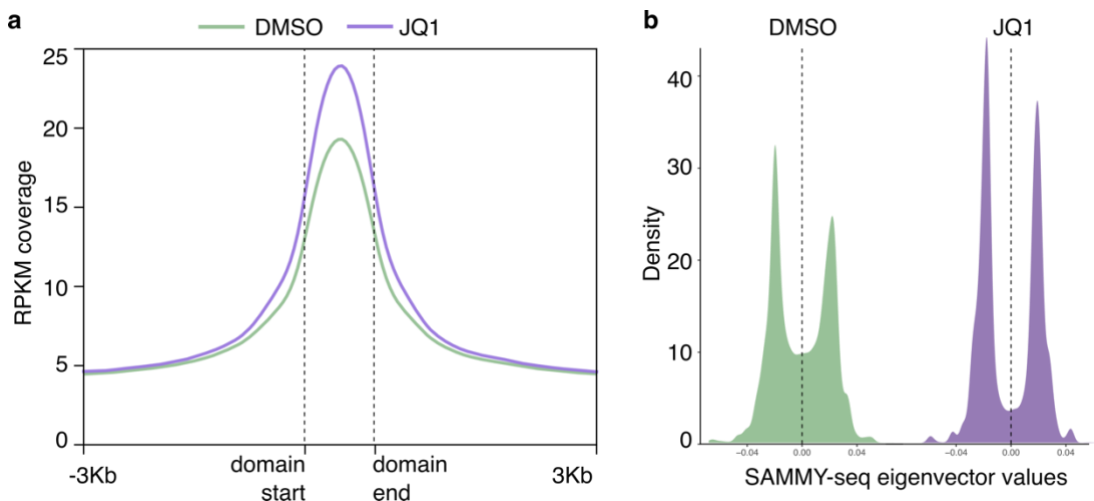 a
DMSO JQ1
25
20
15
10
5
0
RPKM coverage
-3Kb domain start domain end 3Kb
b
DMSO JQ1
40
30
20
10
0
Density
−0.04 0.00 0.04 −0.04 0.00 0.04
SAMMY-seq eigenvector values